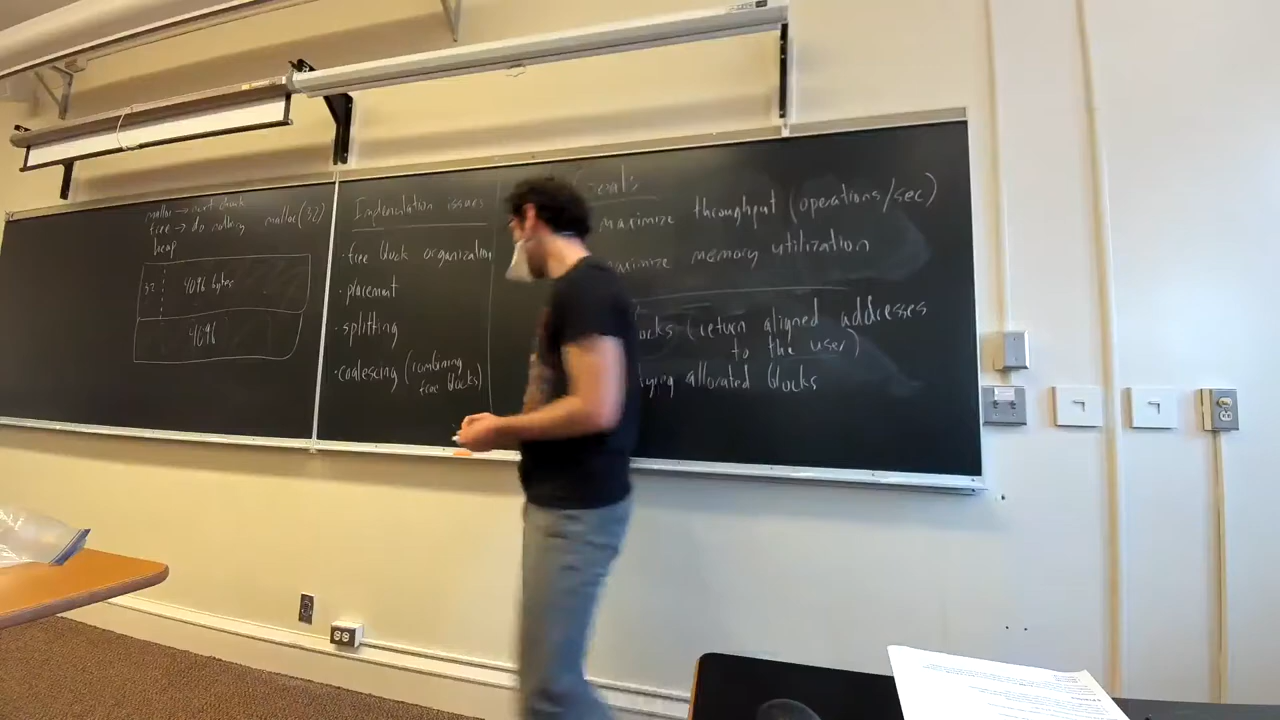 malloc → next chunk
free → do nothing
malloc(32)
heap
32
4096 bytes
4096
Implementation issues
·free block organization
·placement
·splitting
·coalescing (combining
free blocks)
Goals
maximize throughput (operations/sec)
maximize memory utilization
(return aligned addresses
to the user)
allocated blocks